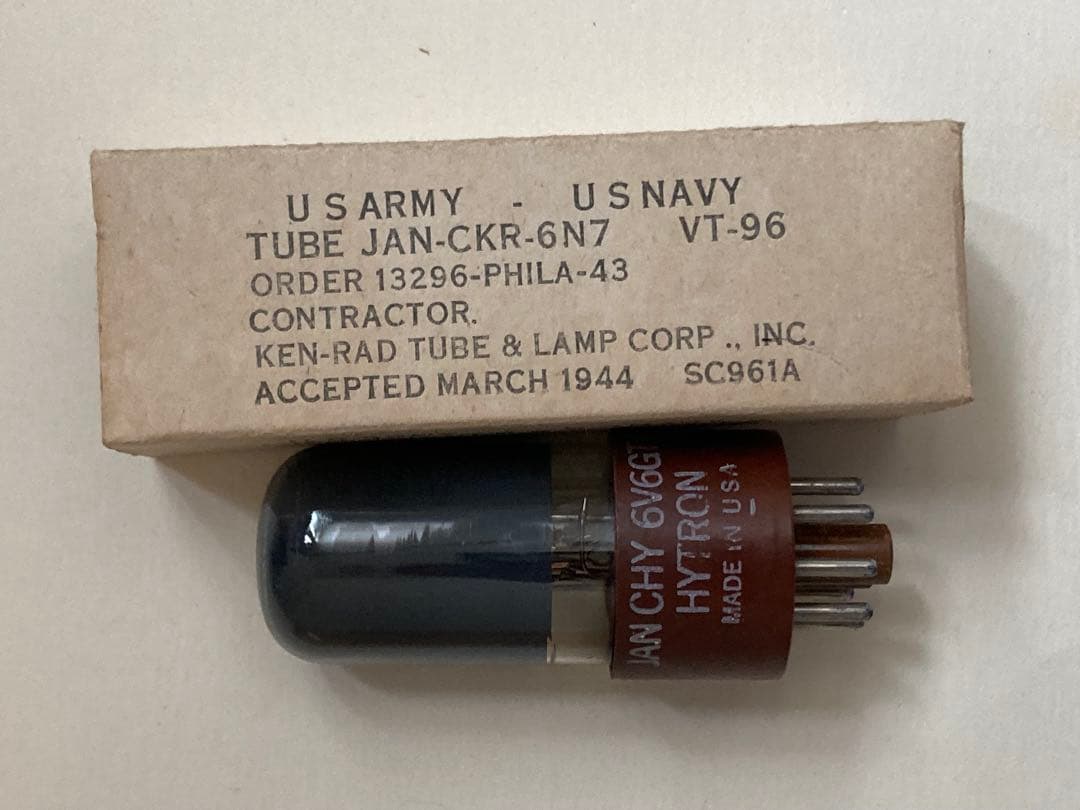 U S ARMY - U S NAVY
TUBE JAN-CKR-6N7 VT-96
ORDER 13296-PHILA-43
CONTRACTOR.
KEN-RAD TUBE & LAMP CORP ., INC.
ACCEPTED MARCH 1944 SC961A
JAN CHY 6V6GT
HYTRON
MADE IN USA